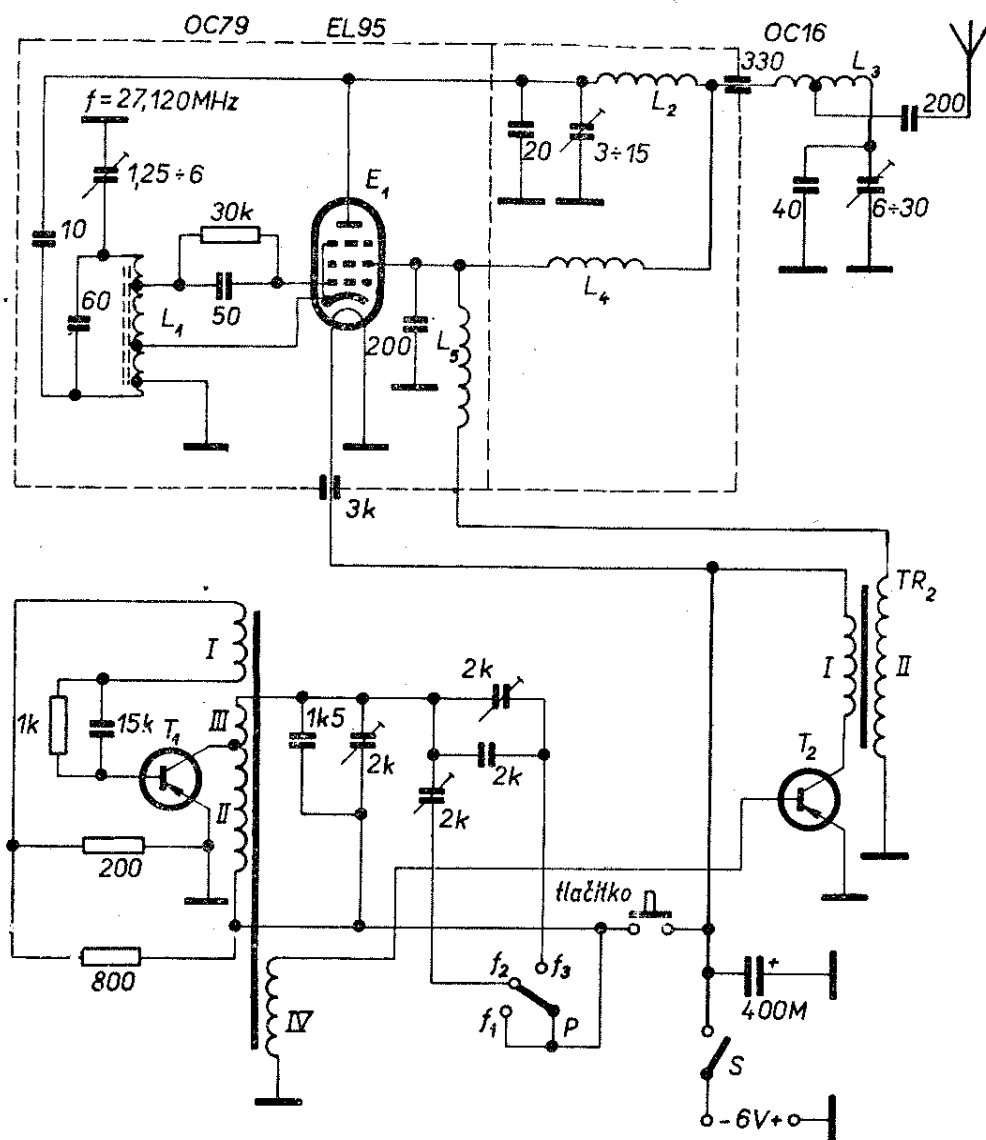 OC79 EL95 OC16
330 L3
f = 27,120MHz L2 200
1,25÷6 20 3÷15
E1
10 30k 40 6÷30
60 L1 50 200 L5 L4
3k
TR2
I I II
2k
1k 15k T1 III 1k5 2k 2k T2
II 2k
200 tlačítko
800 f2 f3 400M +
IV f1 P
S
- 6V +